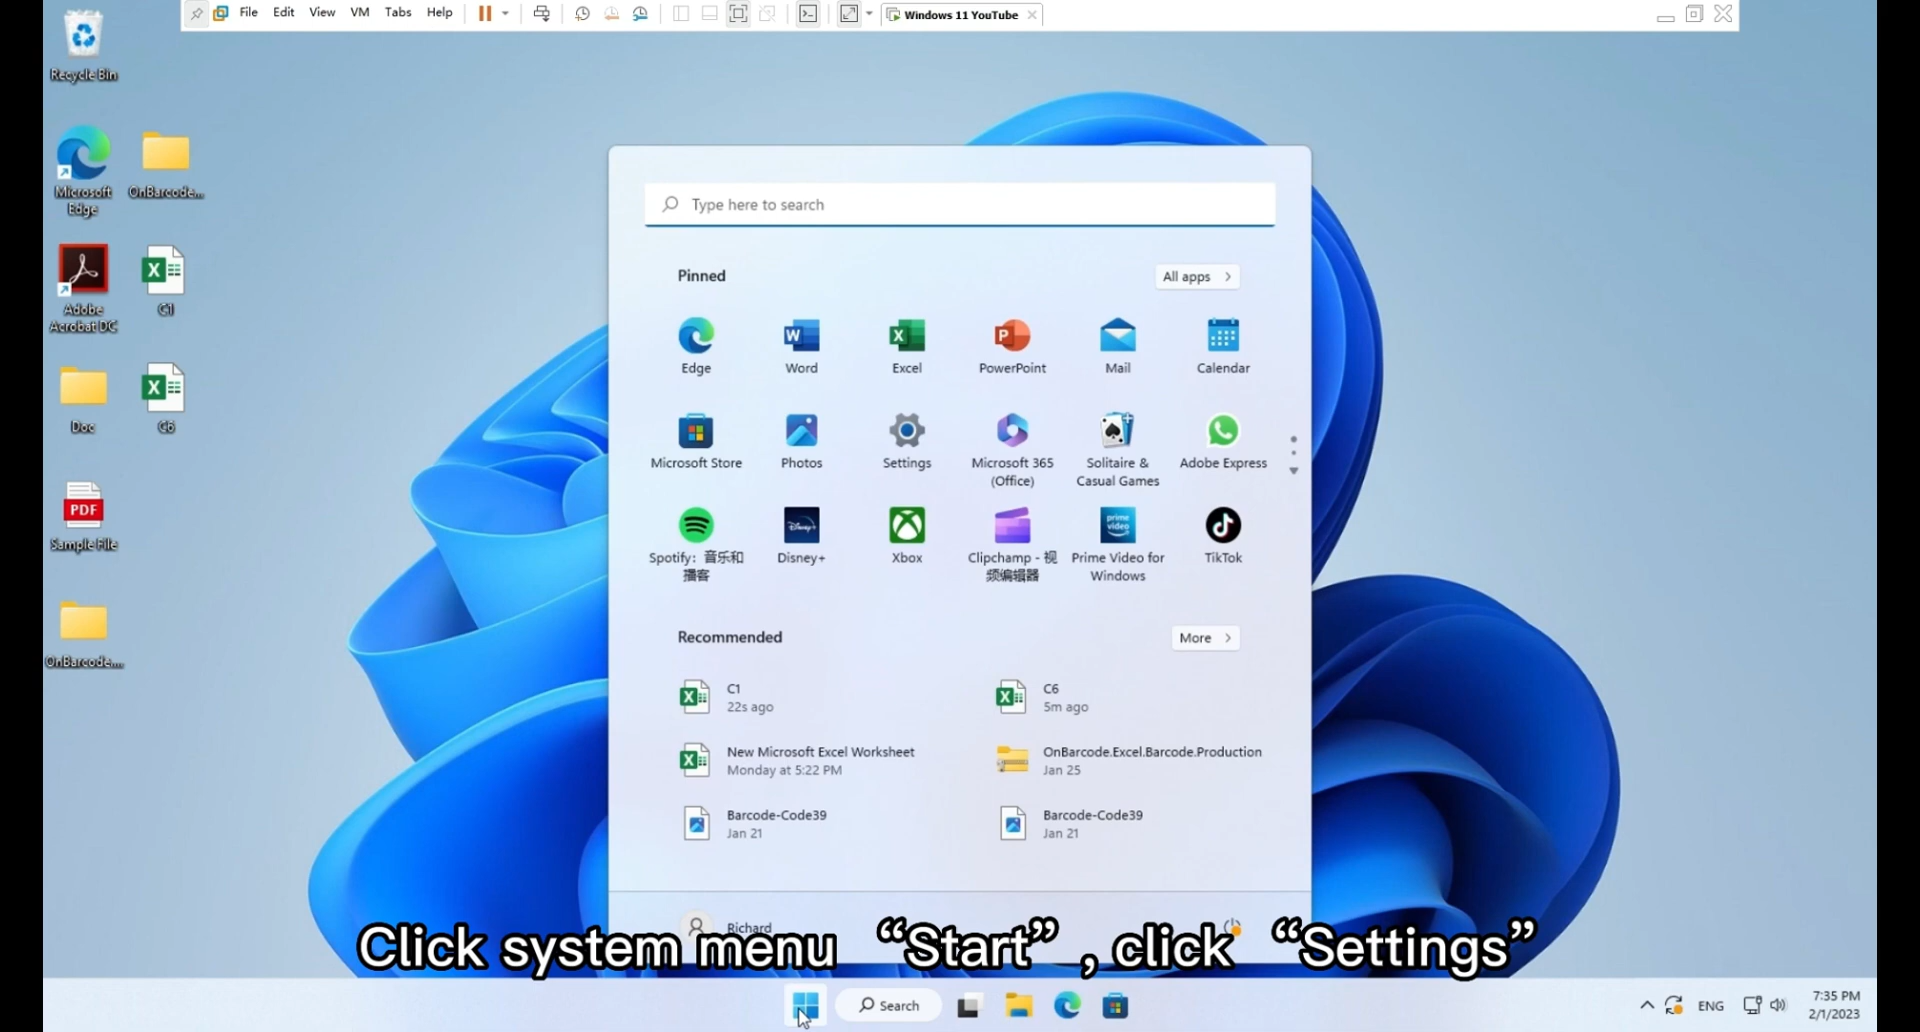 File Edit View VM Tabs Help
Windows 11 YouTube
Recycle Bin
Microsoft
Edge
OnBarcode...
Adobe
Acrobat DC
C1
Doc
C6
PDF
Sample File
OnBarcode....
Type here to search
Pinned
All apps
Edge
Word
Excel
PowerPoint
Mail
Calendar
Microsoft Store
Photos
Settings
Microsoft 365
(Office)
Solitaire &
Casual Games
Adobe Express
Spotify: 音乐和
播客
Disney+
Disney+
Xbox
Clipchamp - 视
频编辑器
prime
video
Prime Video for
Windows
TikTok
Recommended
More
C1
22s ago
C6
5m ago
New Microsoft Excel Worksheet
Monday at 5:22 PM
OnBarcode.Excel.Barcode.Production
Jan 25
Barcode-Code39
Jan 21
Barcode-Code39
Jan 21
Richard
Click system menu “Start”, click “Settings”
Search
ENG
7:35 PM
2/1/2023